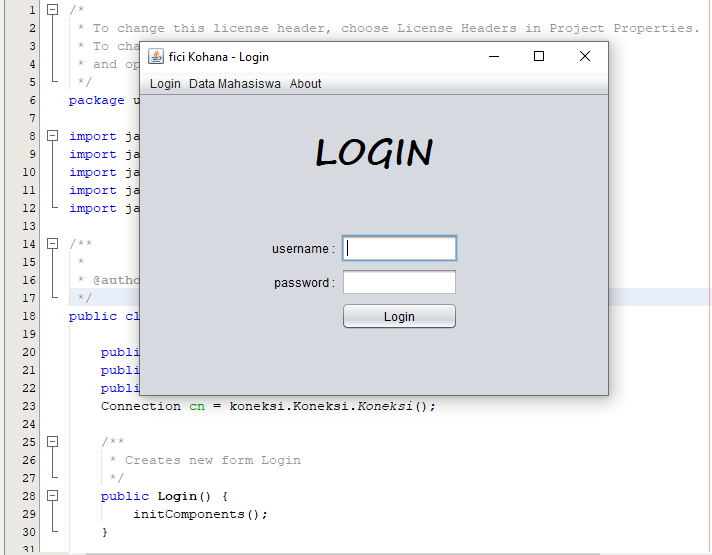 1 /*
2 * To change this license header, choose License Headers in Project Properties.
3 * To cha
4 * and op
5 */
6 package u
7
8 import ja
9 import ja
10 import ja
11 import ja
12 import ja
13
14 /**
15 *
16 * @autho
17 */
18 public cl
19
20 publi
21 publi
22 publi
23 Connection cn = koneksi.Koneksi.Koneksi();
24
25 /**
26 * Creates new form Login
27 */
28 public Login() {
29 initComponents();
30 }
31
fici Kohana - Login
Login Data Mahasiswa About
LOGIN
username :
password :
Login